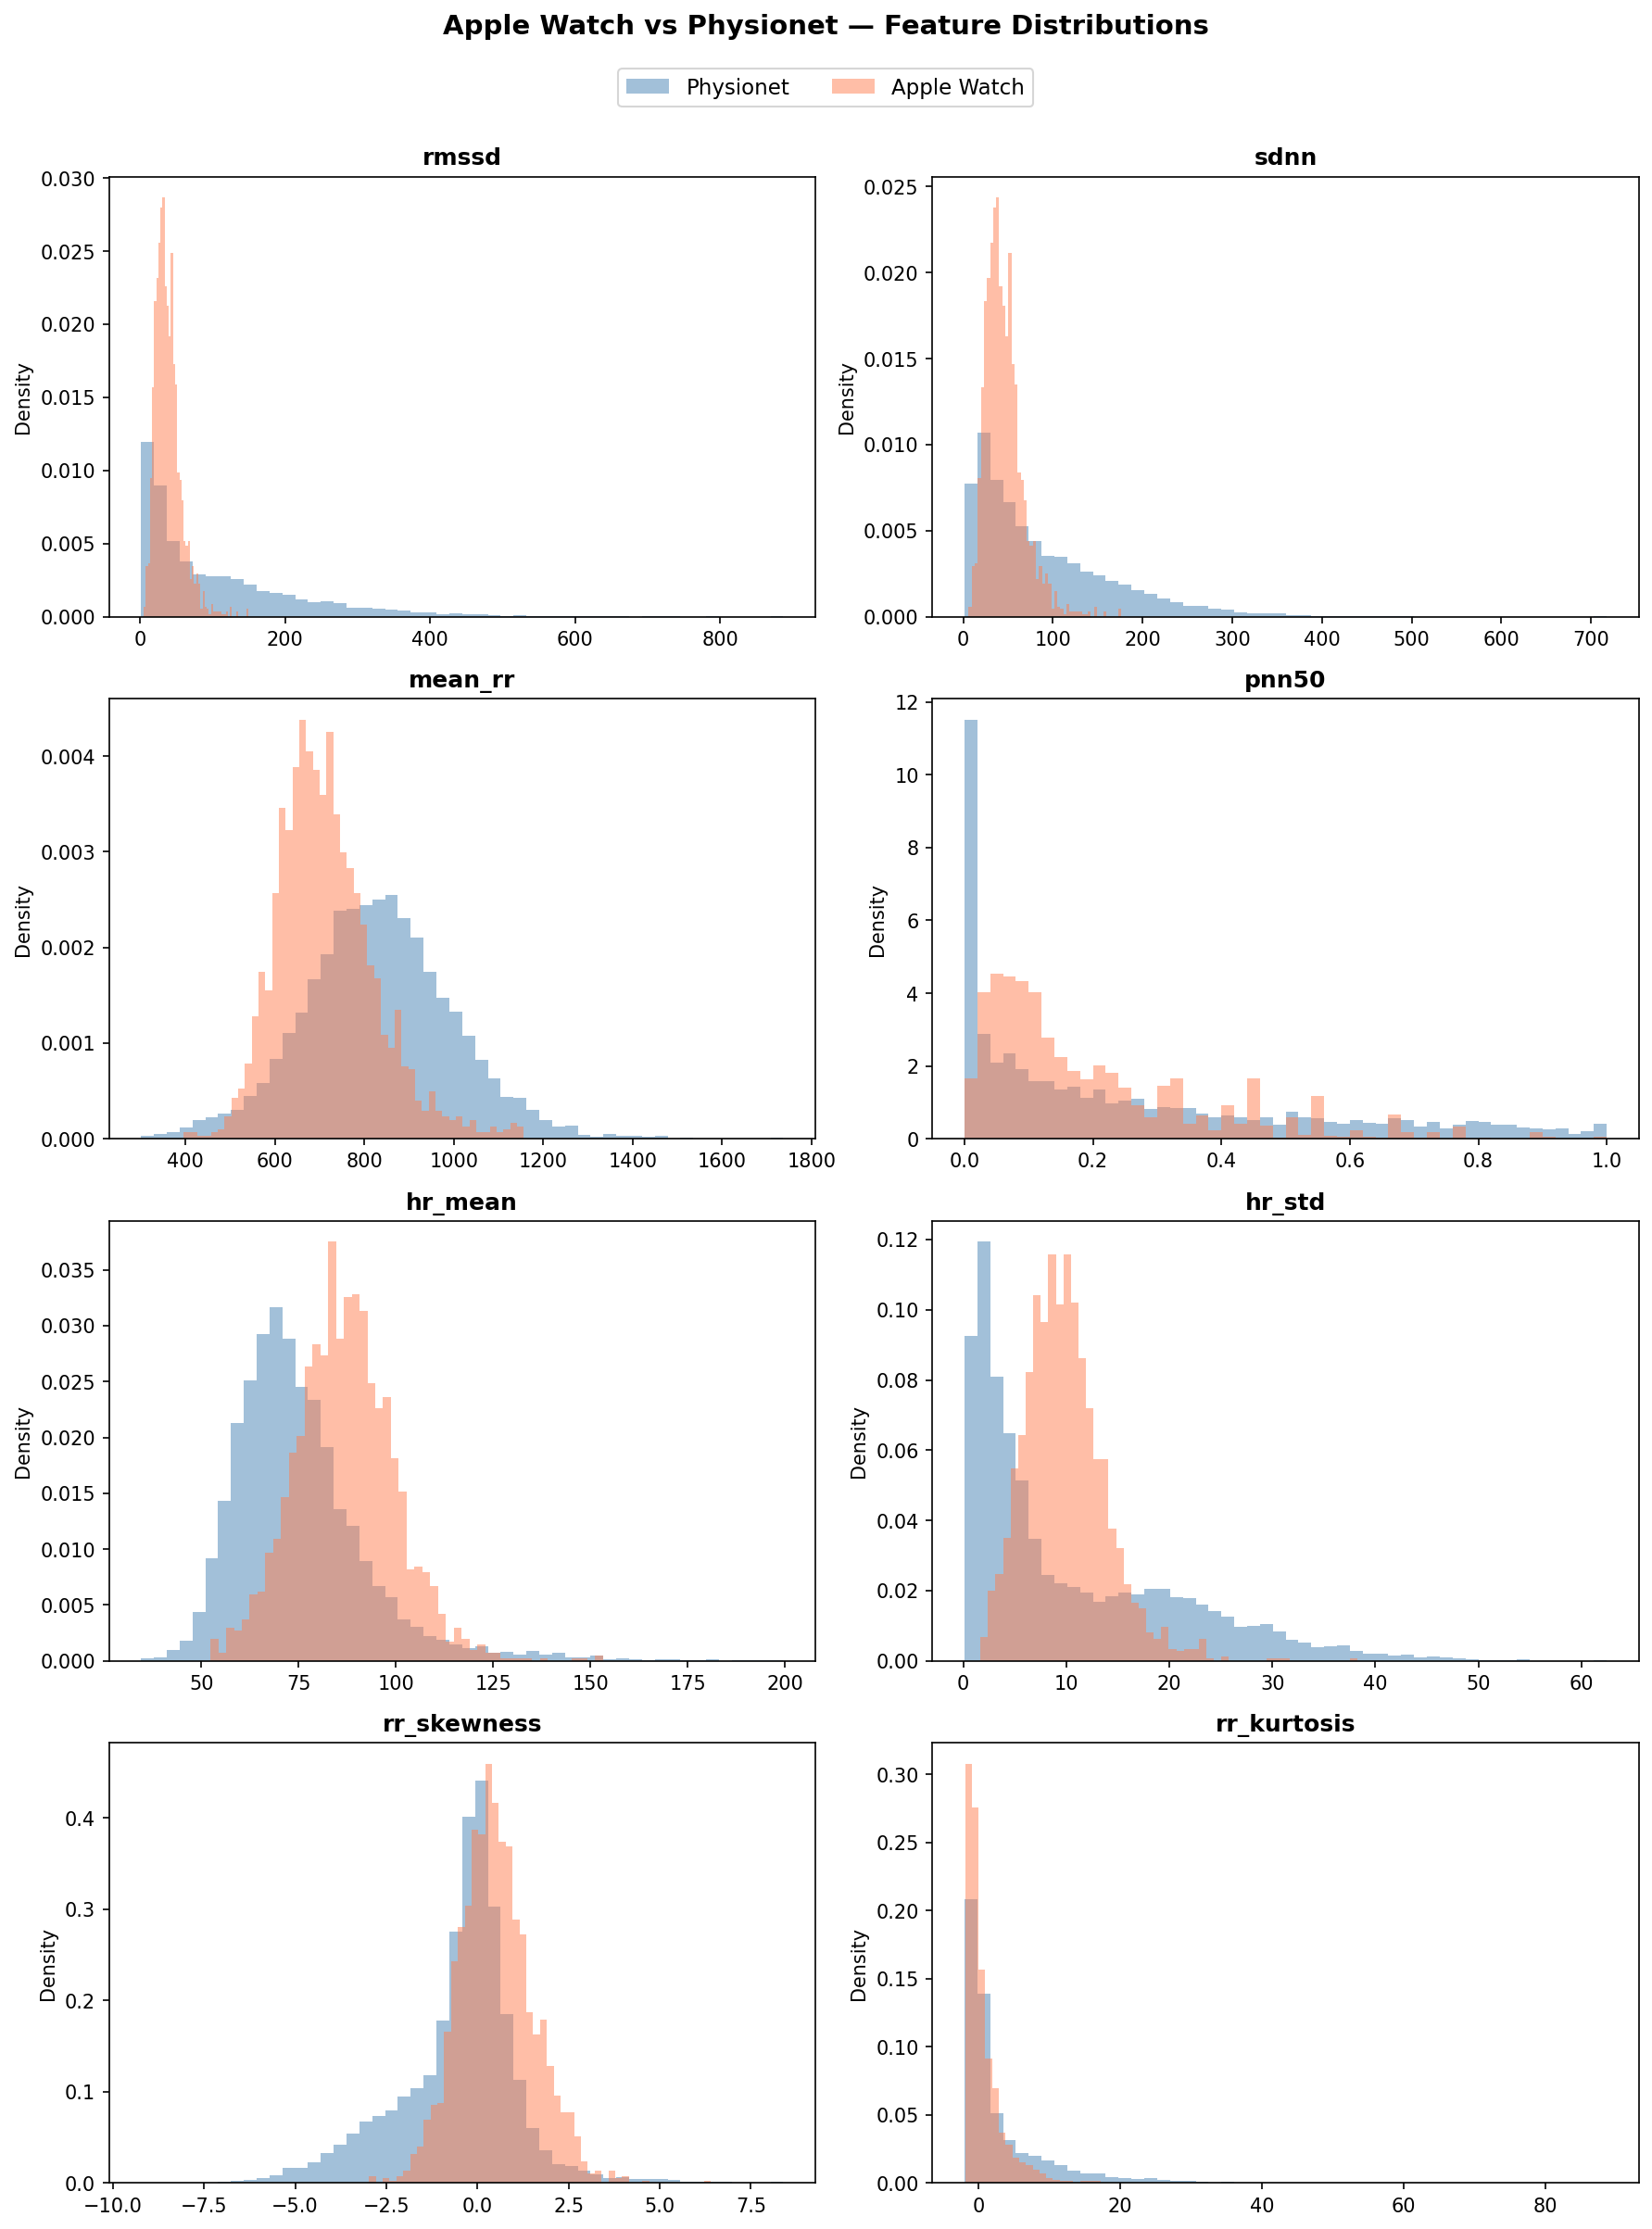 Apple Watch vs Physionet — Feature Distributions
Physionet Apple Watch
rmssd
Density
0.030
0.025
0.020
0.015
0.010
0.005
0.000
0 200 400 600 800
sdnn
Density
0.025
0.020
0.015
0.010
0.005
0.000
0 100 200 300 400 500 600 700
mean_rr
Density
0.004
0.003
0.002
0.001
0.000
400 600 800 1000 1200 1400 1600 1800
pnn50
Density
12
10
8
6
4
2
0
0.0 0.2 0.4 0.6 0.8 1.0
hr_mean
Density
0.035
0.030
0.025
0.020
0.015
0.010
0.005
0.000
50 75 100 125 150 175 200
hr_std
Density
0.12
0.10
0.08
0.06
0.04
0.02
0.00
0 10 20 30 40 50 60
rr_skewness
Density
0.4
0.3
0.2
0.1
0.0
−10.0 −7.5 −5.0 −2.5 0.0 2.5 5.0 7.5
rr_kurtosis
Density
0.30
0.25
0.20
0.15
0.10
0.05
0.00
0 20 40 60 80